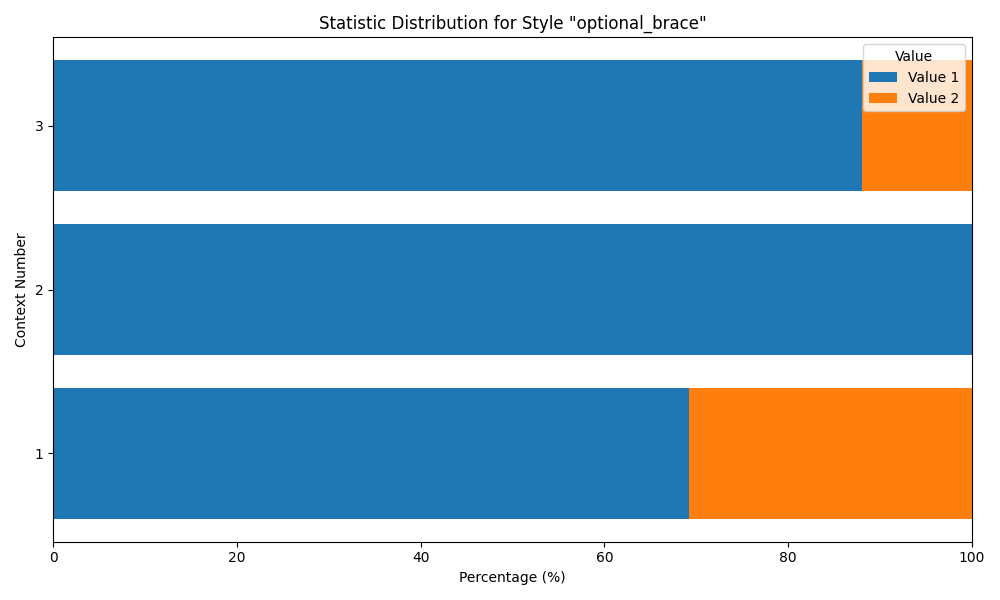 Statistic Distribution for Style "optional_brace"
Value
Value 1
Value 2
Context Number
3
2
1
0 20 40 60 80 100
Percentage (%)